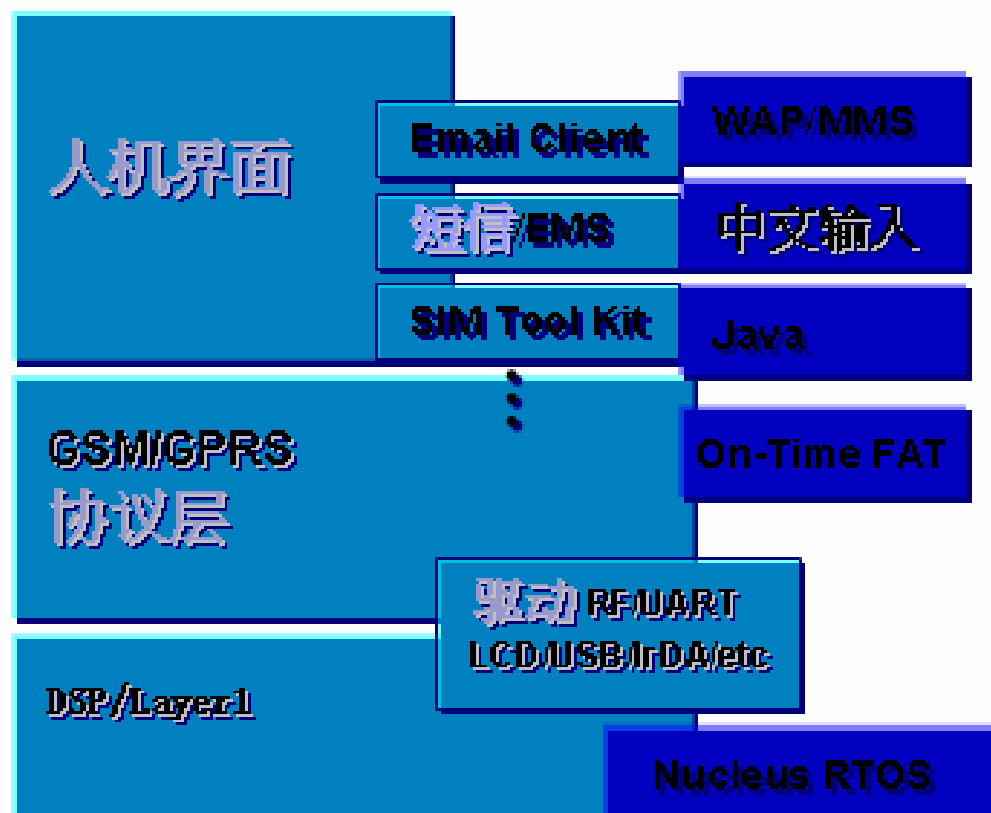 人机界面
Email Client
WAP/MMS
短信/EMS
中文输入
SIM Tool Kit
Java
GSM/GPRS
协议层
On-Time FAT
驱动 RF/UART
LCD/USB/IrDA/etc
DSP/Layer1
Nucleus RTOS